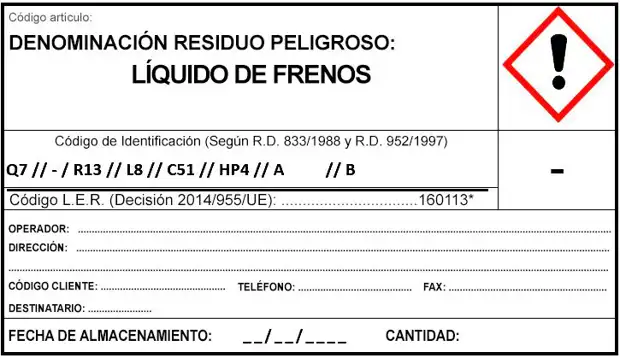 Código articulo:
DENOMINACIÓN RESIDUO PELIGROSO:
LÍQUIDO DE FRENOS
Código de Identificación (Según R.D. 833/1988 y R.D. 952/1997)
Q7 // - / R13 // L8 // C51 // HP4 // A // B
-
Código L.E.R. (Decisión 2014/955/UE): ................................160113*
OPERADOR: ................................................................
DIRECCIÓN: ................................................................
................................................................
CÓDIGO CLIENTE: ................................ TELÉFONO: ................................ FAX: ................................
DESTINATARIO: ......................
FECHA DE ALMACENAMIENTO: __/__/____ CANTIDAD: